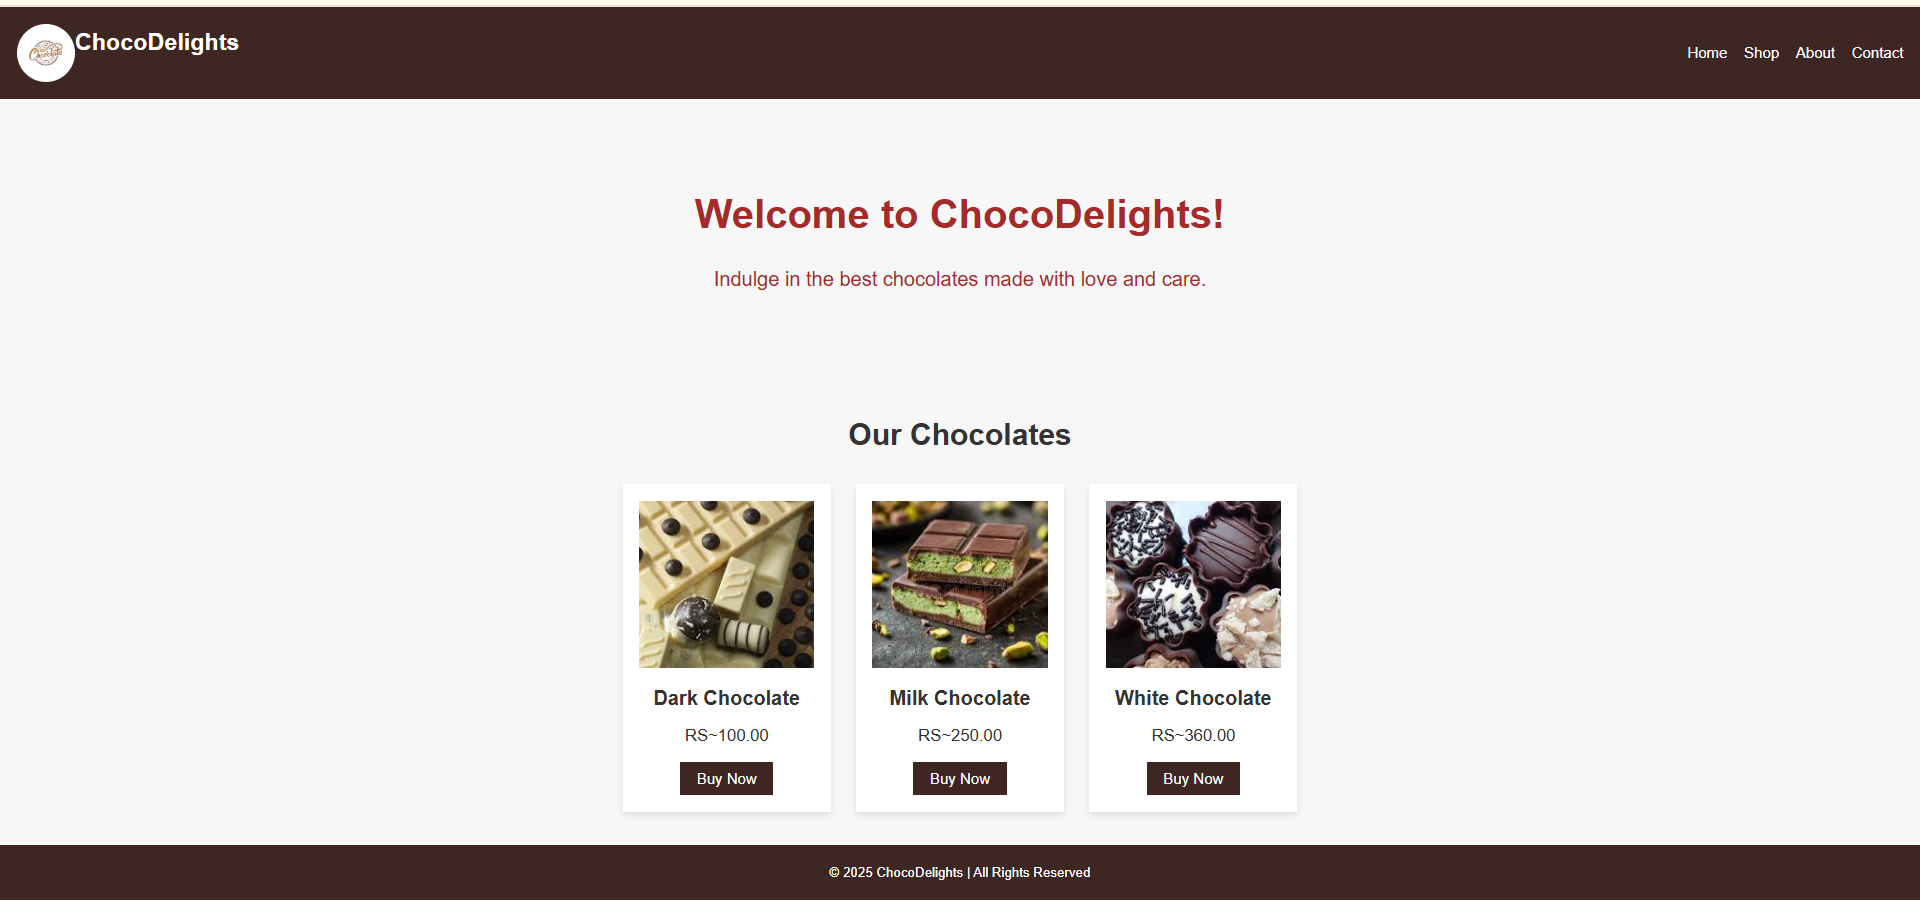 Chocolate
ChocoDelights
Home Shop About Contact
Welcome to ChocoDelights!
Indulge in the best chocolates made with love and care.
Our Chocolates
Dark Chocolate
RS~100.00
Buy Now
Milk Chocolate
RS~250.00
Buy Now
White Chocolate
RS~360.00
Buy Now
© 2025 ChocoDelights | All Rights Reserved